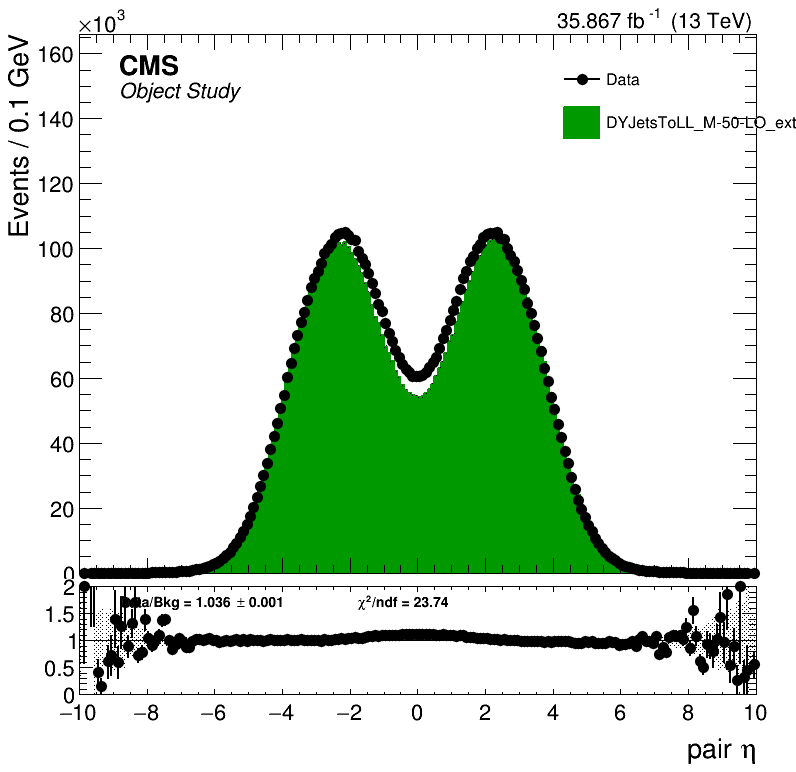 ×10³
35.867 fb⁻¹ (13 TeV)
Events / 0.1 GeV
CMS
Object Study
Data
DYJetsToLL_M-50-LO_ext
160
140
120
100
80
60
40
20
0
Data/Bkg = 1.036 ± 0.001
χ²/ndf = 23.74
2
1.5
1
0.5
0
−10 −8 −6 −4 −2 0 2 4 6 8 10
pair η